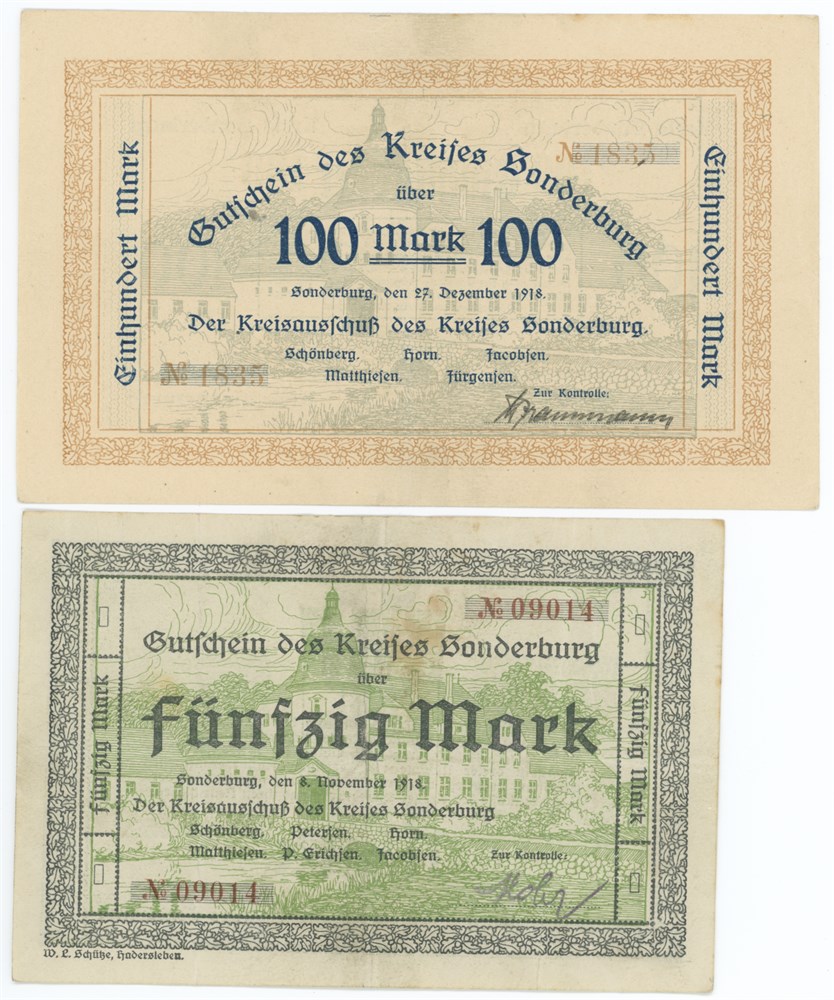 Gutschein des Kreises Sonderburg
№ 1835
über
100 Mark 100
Einhundert Mark
Einhundert Mark
Sonderburg, den 27. Dezember 1918.
Der Kreisausschuß des Kreises Sonderburg.
Schönberg. Horn. Jacobsen.
№ 1835
Matthiesen. Jürgensen.
Zur Kontrolle:
№ 09014
Gutschein des Kreises Sonderburg
über
fünfzig Mark
fünfzig Mark
fünfzig Mark
Sonderburg, den 8. November 1918
Der Kreisausschuß des Kreises Sonderburg
Schönberg. Petersen. Horn.
Matthiesen. P. Erichsen. Jacobsen.
Zur Kontrolle:
№ 09014
Mohr
W. L. Schütze, Hadersleben.